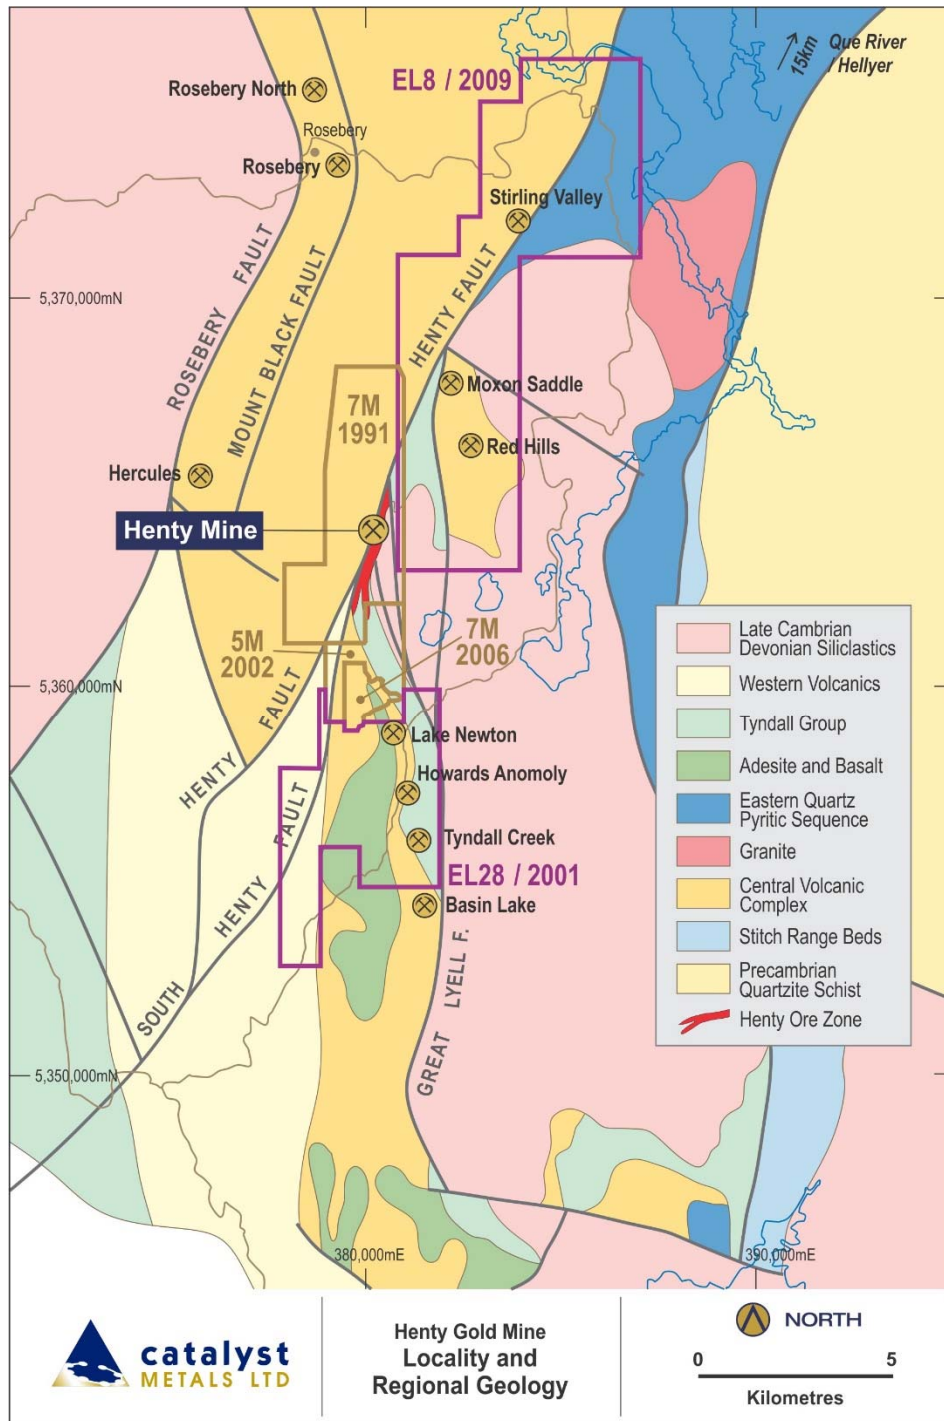 15km
Que River
/ Hellyer
Rosebery North
EL8 / 2009
Rosebery
Rosebery
Stirling Valley
ROSEBERY FAULT
MOUNT BLACK FAULT
HENTY FAULT
5,370,000mN
7M
1991
Moxon Saddle
Red Hills
Hercules
Henty Mine
5M
2002
7M
2006
5,360,000mN
HENTY FAULT
Lake Newton
Howards Anomoly
Tyndall Creek
EL28 / 2001
Basin Lake
SOUTH HENTY FAULT
GREAT LYELL F.
5,350,000mN
380,000mE
390,000mE
Late Cambrian
Devonian Siliclastics
Western Volcanics
Tyndall Group
Adesite and Basalt
Eastern Quartz
Pyritic Sequence
Granite
Central Volcanic
Complex
Stitch Range Beds
Precambrian
Quartzite Schist
Henty Ore Zone
catalyst
METALS LTD
Henty Gold Mine
Locality and
Regional Geology
NORTH
0 5
Kilometres